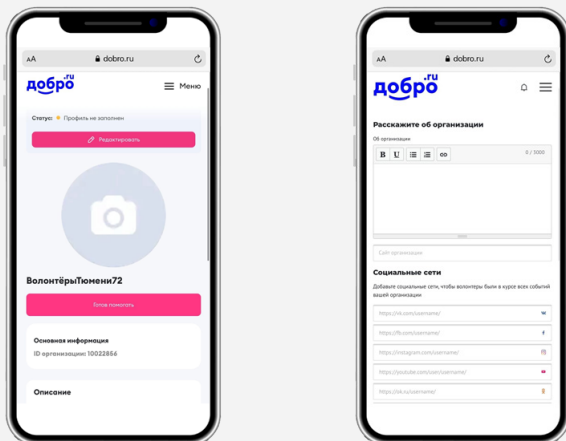 AA dobro.ru
добро.ru
Меню
Статус: Профиль не заполнен
Редактировать
ВолонтёрыТюмени72
Готов помогать
Основная информация
ID организации: 10022856
Описание
AA dobro.ru
добро.ru
Расскажите об организации
Об организации
B U 0 / 5000
Сайт организации
Социальные сети
Добавьте социальные сети, чтобы волонтеры были в курсе всех событий
вашей организации
https://vk.com/username/
https://fb.com/username/
https://instagram.com/username/
https://youtube.com/user/username/
https://ok.ru/username/